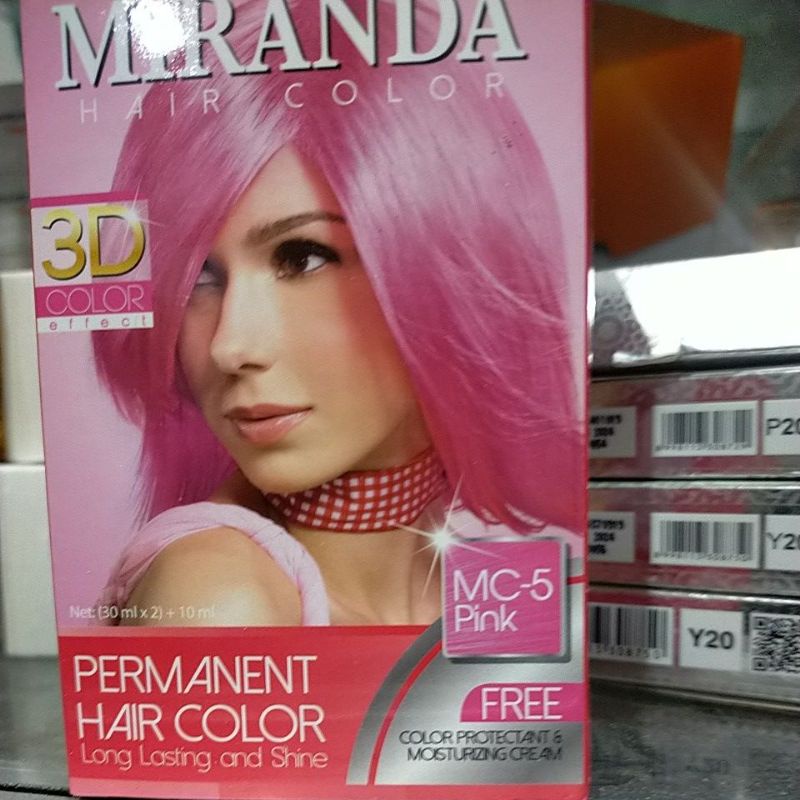 MIRANDA
HAIR COLOR
3D
COLOR
effect
Net: (30 ml x 2) + 10 ml
MC-5
Pink
PERMANENT
HAIR COLOR
Long Lasting and Shine
FREE
COLOR PROTECTANT &
MOISTURIZING CREAM
P20
Y20
Y20